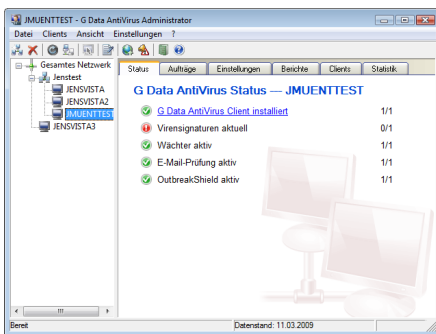 JMUENTTEST - G Data AntiVirus Administrator
Datei Clients Ansicht Einstellungen ?
Gesamtes Netzwerk
Jenstest
JENSVISTA
JENSVISTA2
JMUENTTEST
JENSVISTA3
Status Aufträge Einstellungen Berichte Clients Statistik
G Data AntiVirus Status — JMUENTTEST
G Data AntiVirus Client installiert 1/1
Virensignaturen aktuell 0/1
Wächter aktiv 1/1
E-Mail-Prüfung aktiv 1/1
OutbreakShield aktiv 1/1
Bereit Datenstand: 11.03.2009